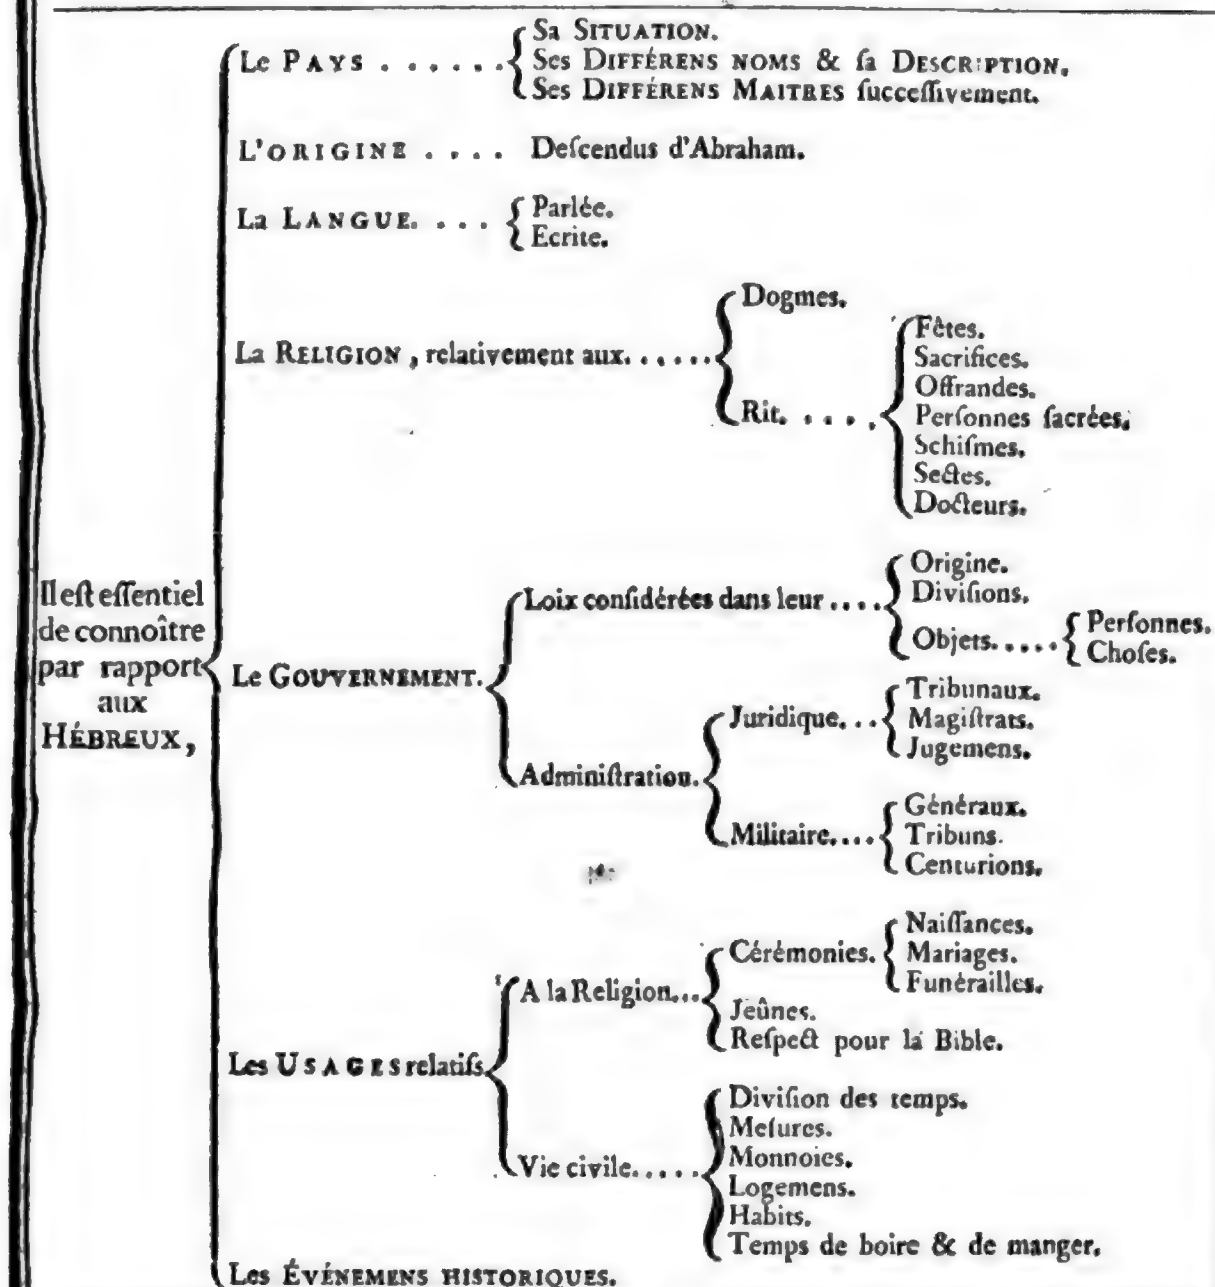 Sa SITUATION.
Le PAYS . . . . . . Ses DIFFÉRENS NOMS & ſa DESCRIPTION.
Ses DIFFÉRENS MAITRES ſucceſſivement.
L'ORIGINE . . . . Deſcendus d'Abraham.
La LANGUE. . . . Parlée.
Ecrite.
Dogmes.
La RELIGION, relativement aux. . . . . .
Rit. . . . .
Fêtes.
Sacrifices.
Offrandes.
Perſonnes ſacrées.
Schiſmes.
Sectes.
Docteurs.
Il eſt eſſentiel
de connoître
par rapport
aux
HÉBREUX,
Le GOUVERNEMENT.
Loix conſidérées dans leur ....
Origine.
Diviſions.
Objets. . . . .
Perſonnes.
Choſes.
Adminiſtration.
Juridique. . .
Tribunaux.
Magiſtrats.
Jugemens.
Militaire. . . .
Généraux.
Tribuns.
Centurions.
Les USAGES relatifs
A la Religion...
Cérémonies.
Naiſſances.
Mariages.
Funérailles.
Jeûnes.
Reſpect pour la Bible.
Vie civile. . . . .
Diviſion des temps.
Meſures.
Monnoies.
Logemens.
Habits.
Temps de boire & de manger.
Les ÉVÉNEMENS HISTORIQUES.